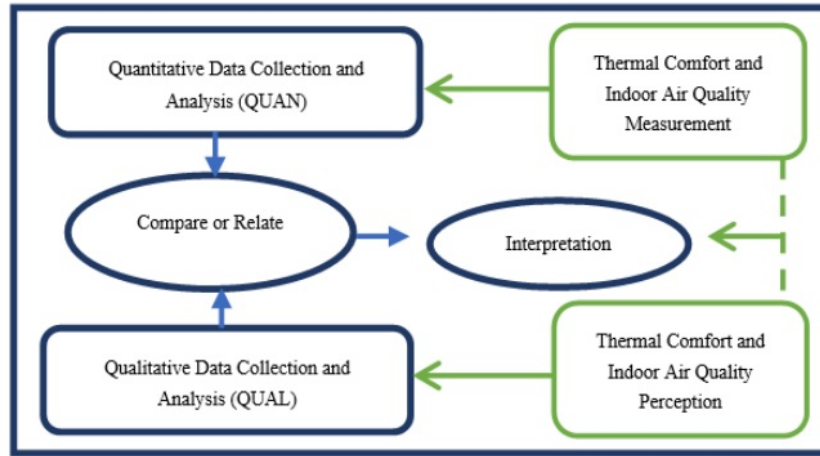 Quantitative Data Collection and
Analysis (QUAN)
Thermal Comfort and
Indoor Air Quality
Measurement
Compare or Relate
Interpretation
Qualitative Data Collection and
Analysis (QUAL)
Thermal Comfort and
Indoor Air Quality
Perception